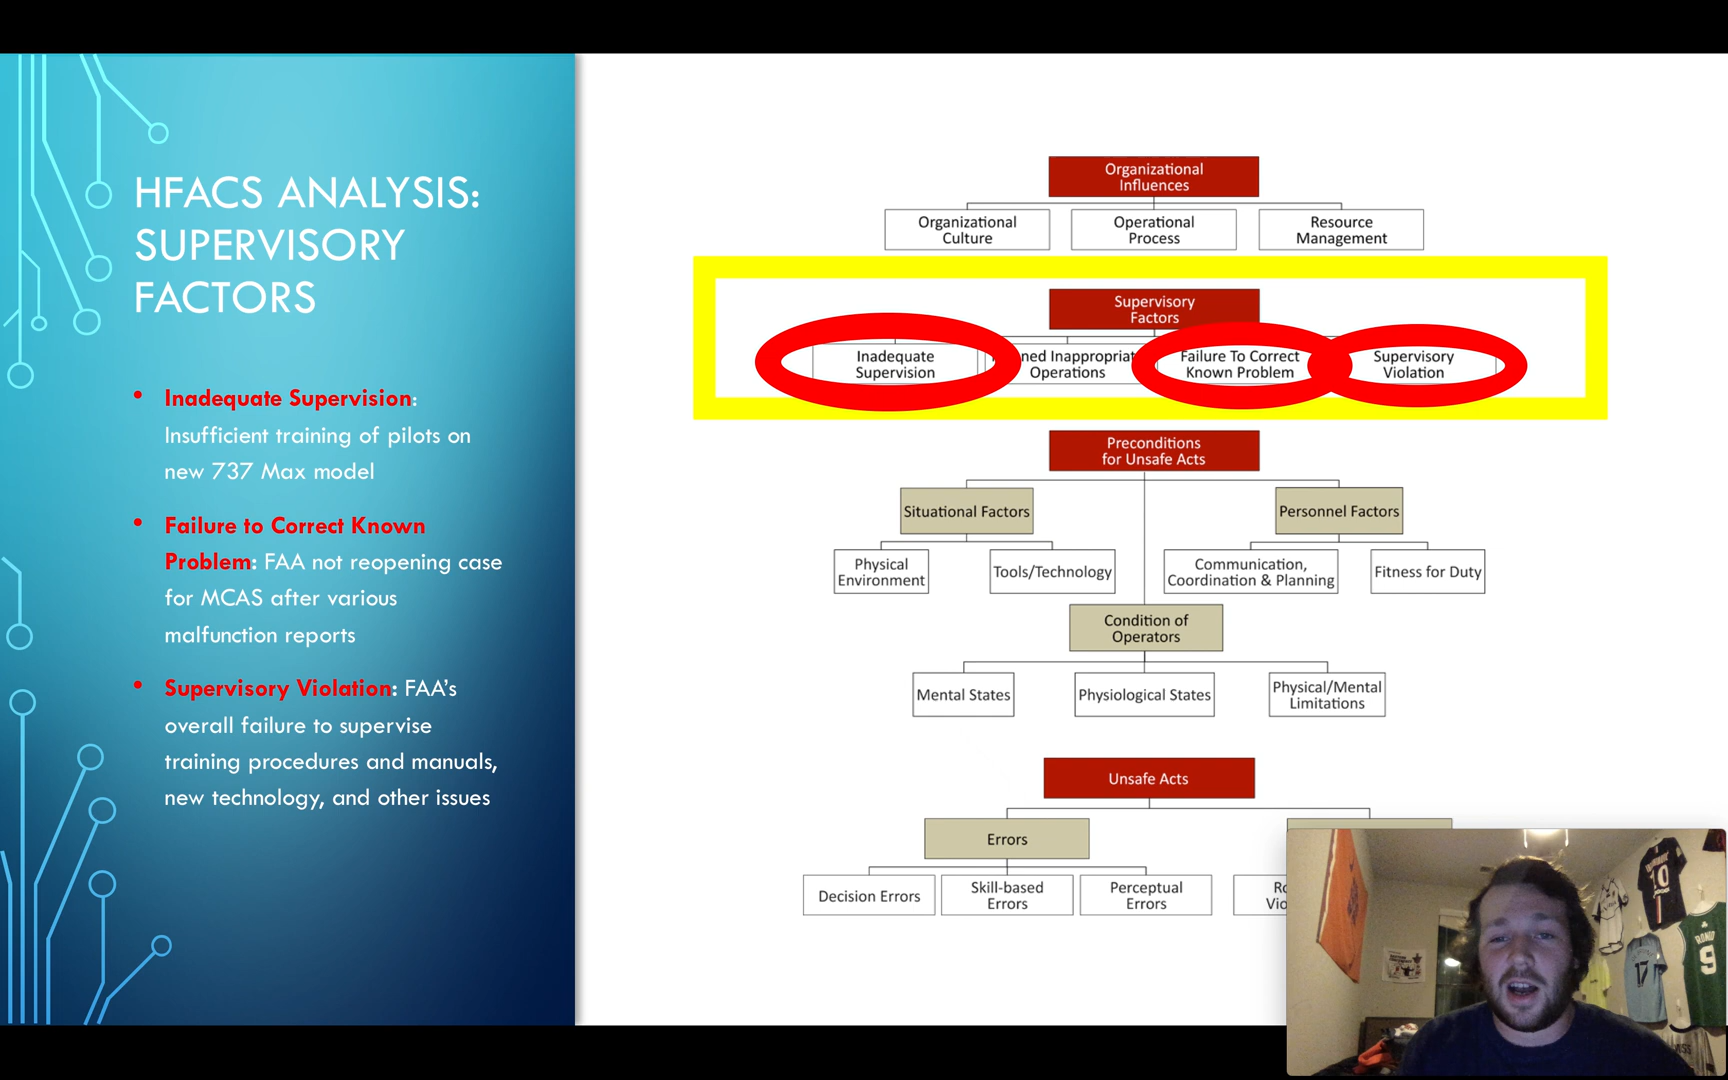 HFACS ANALYSIS:
SUPERVISORY
FACTORS
• Inadequate Supervision:
Insufficient training of pilots on
new 737 Max model
• Failure to Correct Known
Problem: FAA not reopening case
for MCAS after various
malfunction reports
• Supervisory Violation: FAA’s
overall failure to supervise
training procedures and manuals,
new technology, and other issues
Organizational
Influences
Organizational
Culture
Operational
Process
Resource
Management
Supervisory
Factors
Inadequate
Supervision
Operations
Failure To Correct
Known Problem
Supervisory
Violation
Preconditions
for Unsafe Acts
Situational Factors
Personnel Factors
Physical
Environment
Tools/Technology
Communication,
Coordination & Planning
Fitness for Duty
Condition of
Operators
Mental States
Physiological States
Physical/Mental
Limitations
Unsafe Acts
Errors
Decision Errors
Skill-based
Errors
Perceptual
Errors
10
17
9